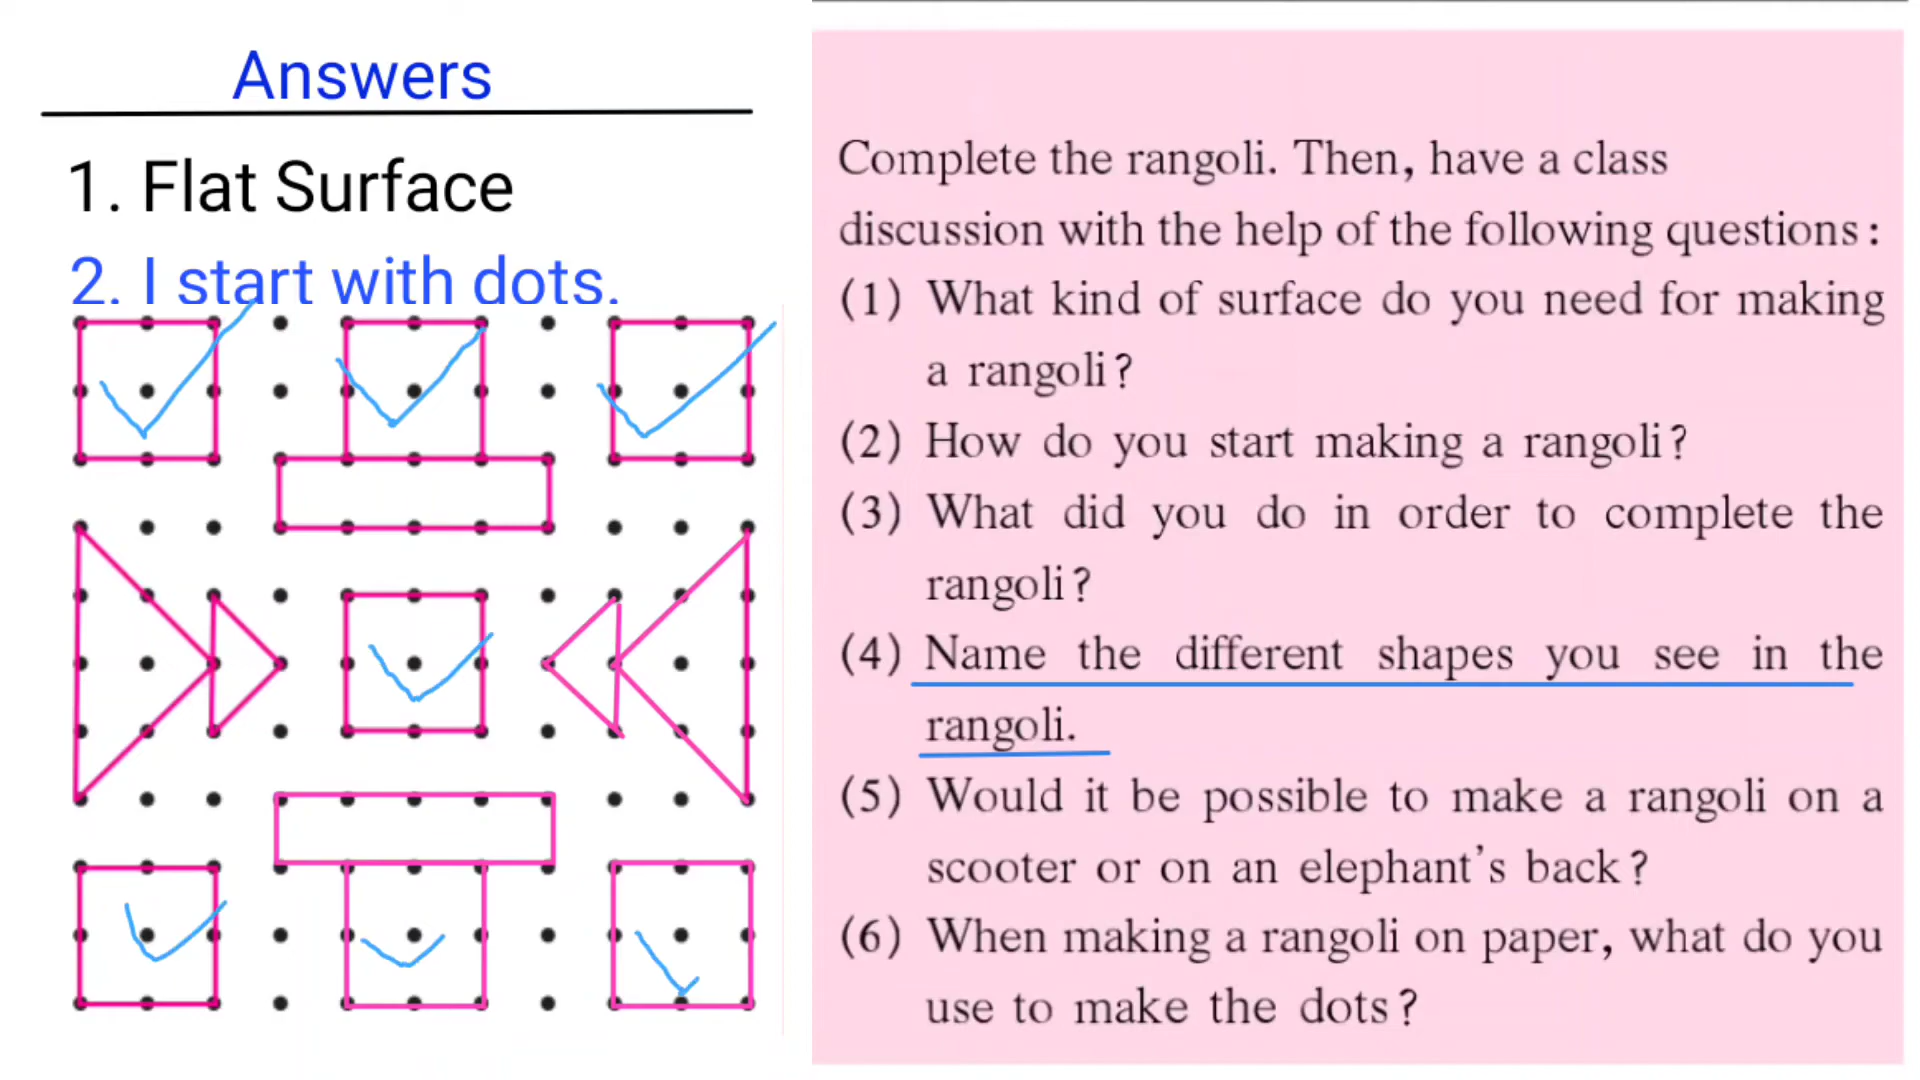 Answers
1. Flat Surface
2. I start with dots.
Complete the rangoli. Then, have a class
discussion with the help of the following questions:
(1) What kind of surface do you need for making
a rangoli?
(2) How do you start making a rangoli?
(3) What did you do in order to complete the
rangoli?
(4) Name the different shapes you see in the
rangoli.
(5) Would it be possible to make a rangoli on a
scooter or on an elephant's back?
(6) When making a rangoli on paper, what do you
use to make the dots?